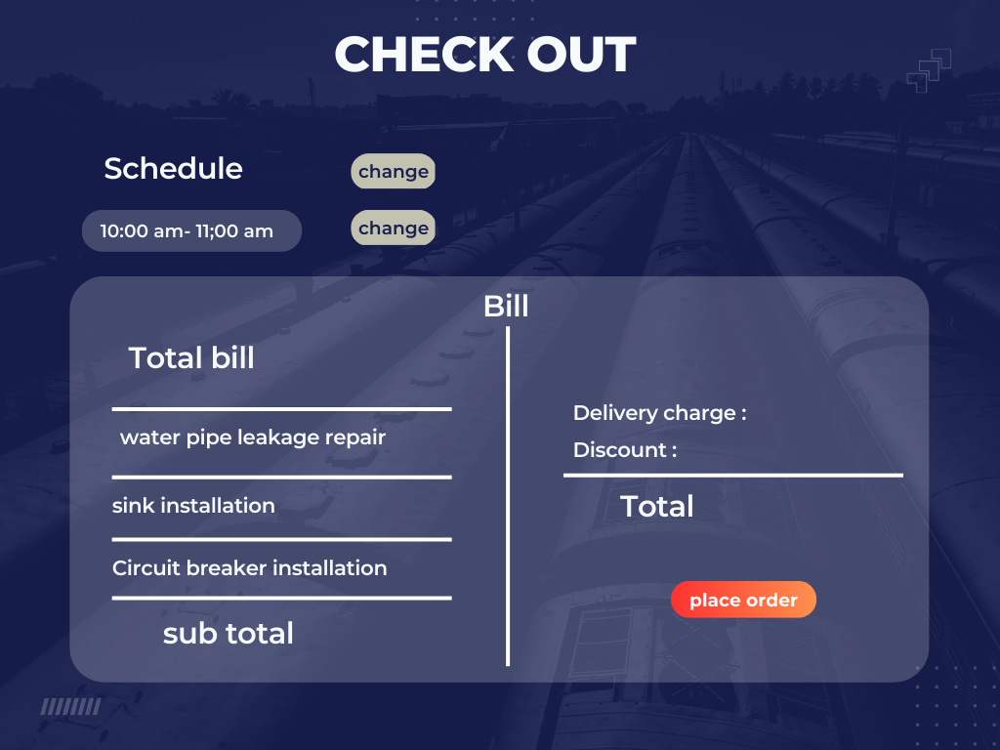 CHECK OUT
Schedule
change
10:00 am- 11;00 am
change
Bill
Total bill
water pipe leakage repair
sink installation
Circuit breaker installation
sub total
Delivery charge :
Discount :
Total
place order